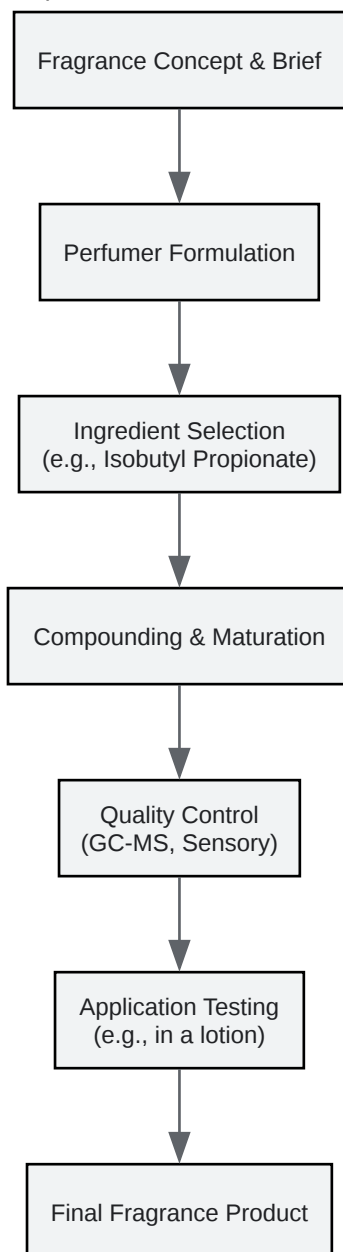 Fragrance Concept & Brief
Perfumer Formulation
Ingredient Selection
(e.g., Isobutyl Propionate)
Compounding & Maturation
Quality Control
(GC-MS, Sensory)
Application Testing
(e.g., in a lotion)
Final Fragrance Product